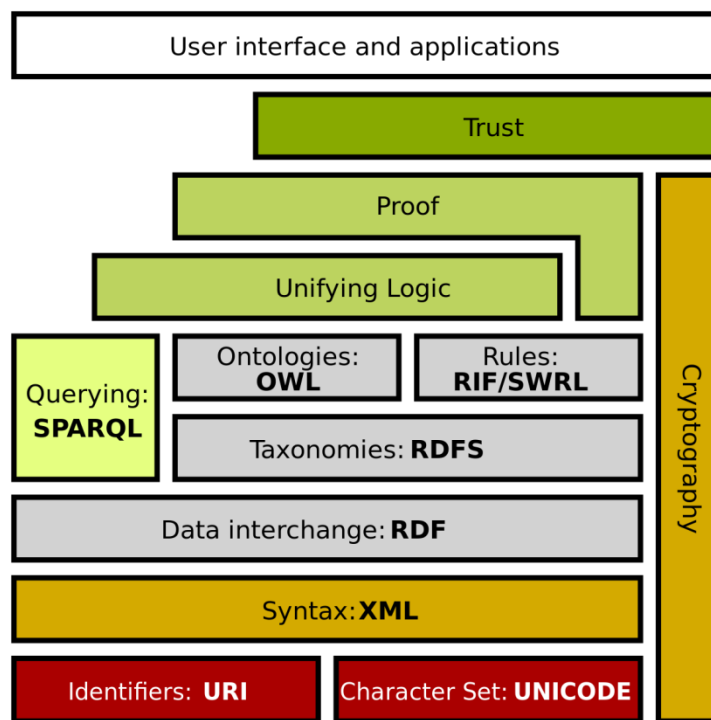 User interface and applications
Trust
Proof
Unifying Logic
Ontologies:
OWL
Rules:
RIF/SWRL
Querying:
SPARQL
Taxonomies: RDFS
Cryptography
Data interchange: RDF
Syntax: XML
Identifiers: URI
Character Set: UNICODE